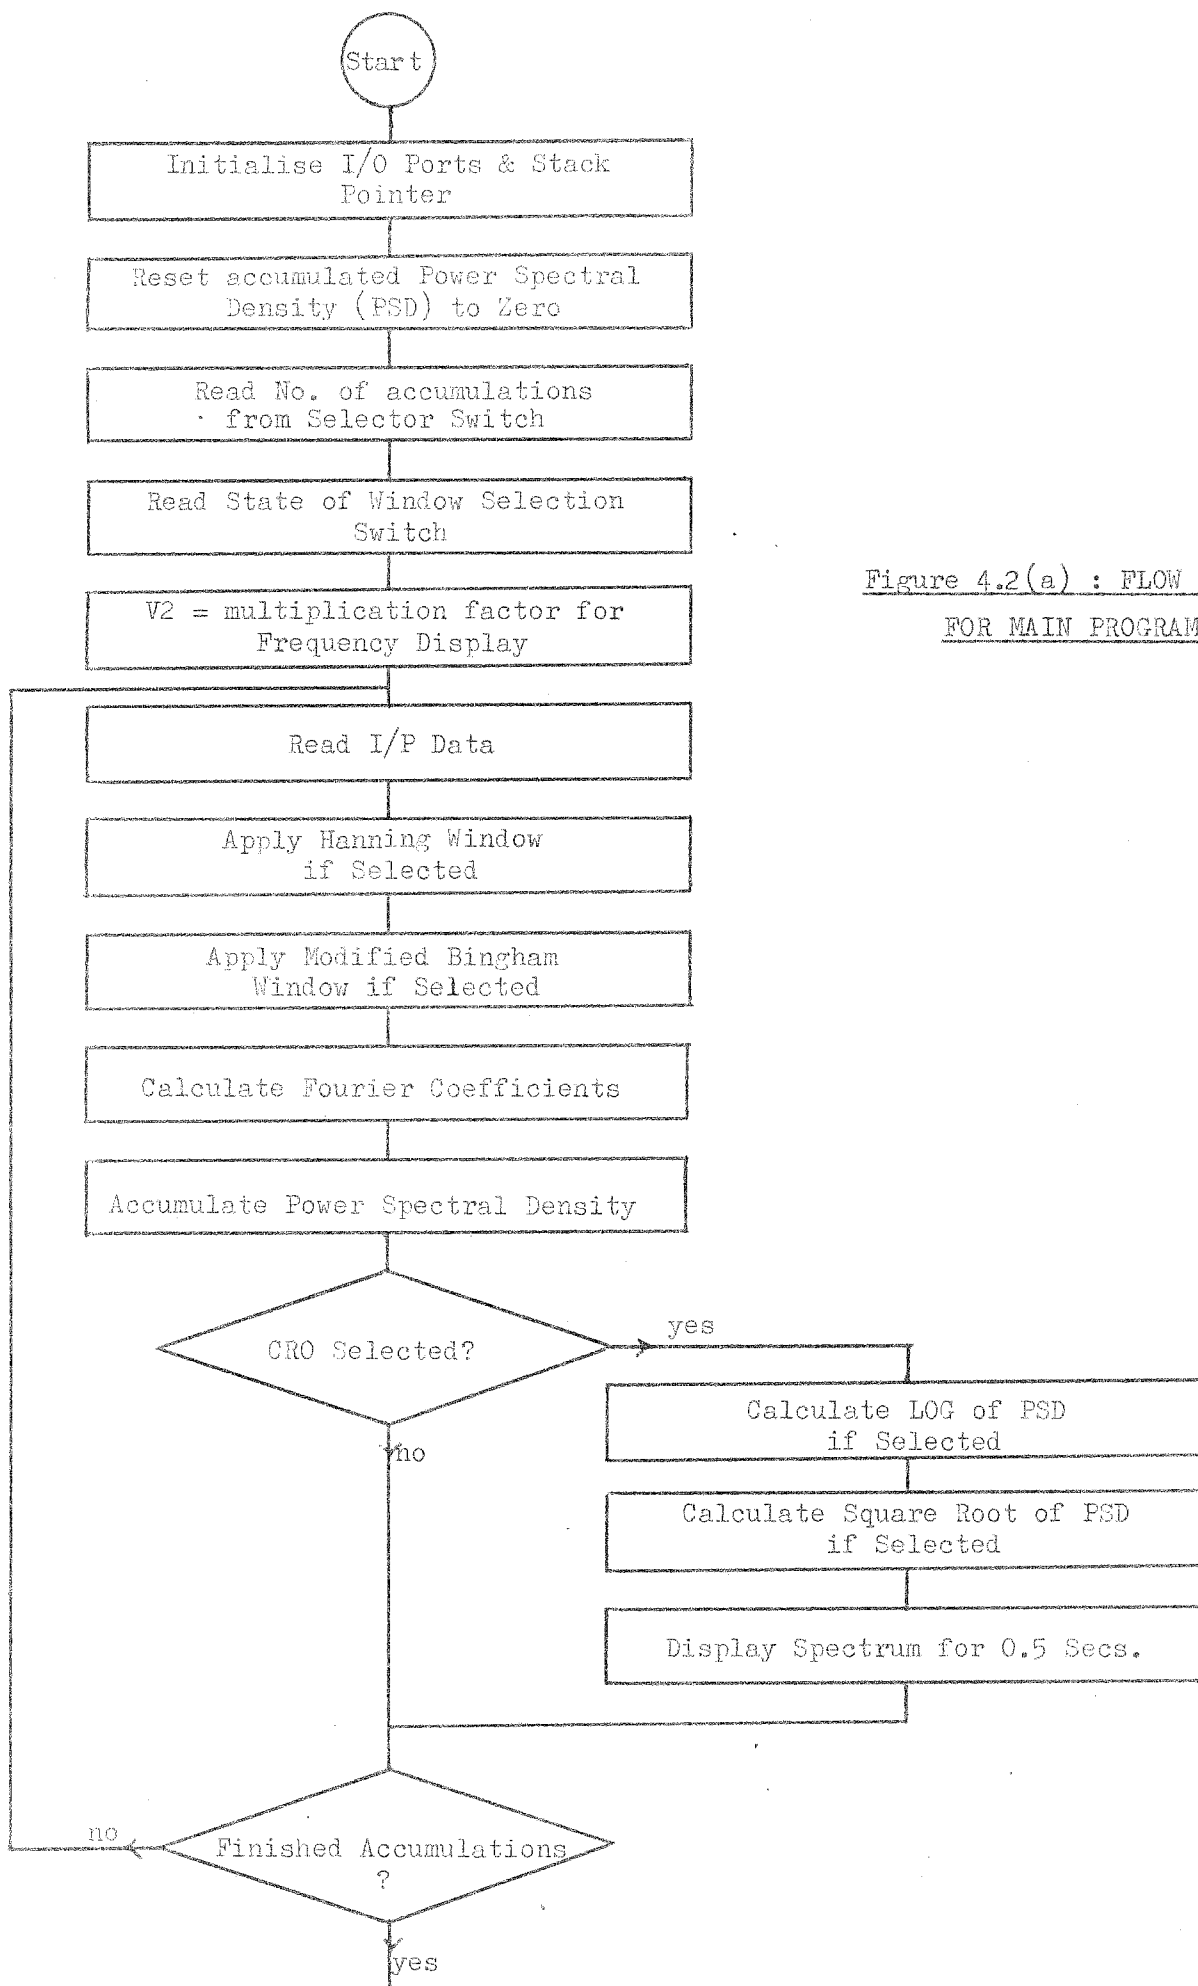 Start
Initialise I/O Ports & Stack
Pointer
Reset accumulated Power Spectral
Density (PSD) to Zero
Read No. of accumulations
from Selector Switch
Read State of Window Selection
Switch
V2 = multiplication factor for
Frequency Display
Figure 4.2(a) : FLOW
FOR MAIN PROGRAM
Read I/P Data
Apply Hanning Window
if Selected
Apply Modified Bingham
Window if Selected
Calculate Fourier Coefficients
Accumulate Power Spectral Density
CRO Selected?
yes
no
Calculate LOG of PSD
if Selected
Calculate Square Root of PSD
if Selected
Display Spectrum for 0.5 Secs.
no
Finished Accumulations
?
yes